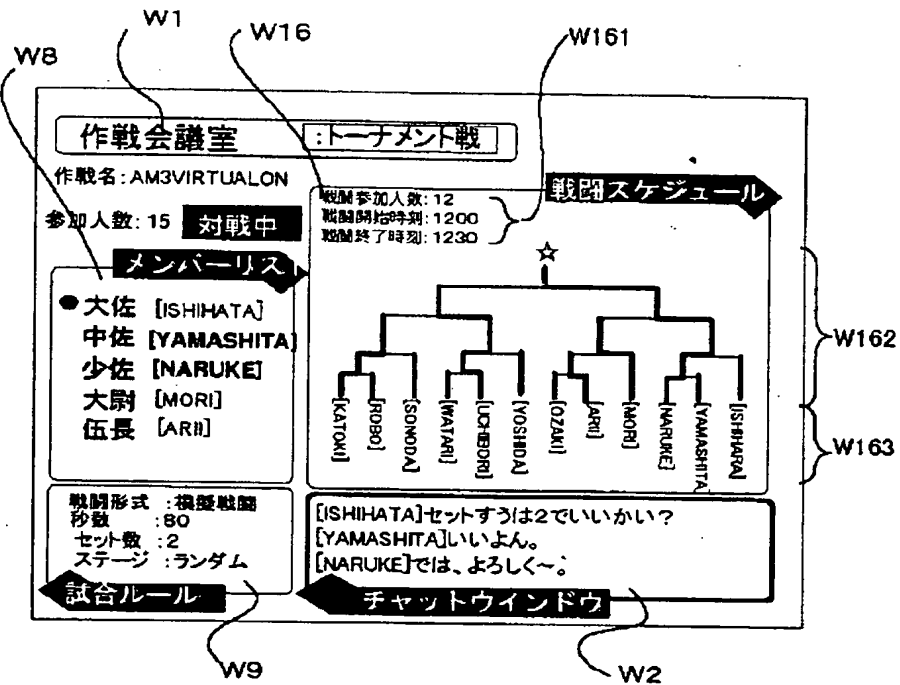 W1
W16
W161
W8
作戦会議室
:トーナメント戦
作戦名:AM3VIRTUALON
戦闘スケジュール
参加人数: 15
対戦中
戦闘参加人数: 12
戦闘開始時刻: 1200
戦闘終了時刻: 1230
☆
メンバーリスト
●大佐 [ISHIHATA]
中佐 [YAMASHITA]
少佐 [NARUKE]
大尉 [MORI]
伍長 [ARII]
W162
[KATOKI]
[ROBO]
[SONODA]
[WATARI]
[UCHIBORI]
[YOSHIDA]
[OZAKI]
[ARII]
[MORI]
[NARUKE]
[YAMASHITA]
[ISHIHARA]
W163
戦闘形式 :模擬戦闘
秒数 :80
セット数 :2
ステージ :ランダム
試合ルール
[ISHIHATA]セットすうは2でいいかい?
[YAMASHITA]いいよん。
[NARUKE]では、よろしく~。
チャットウインドウ
W9
W2